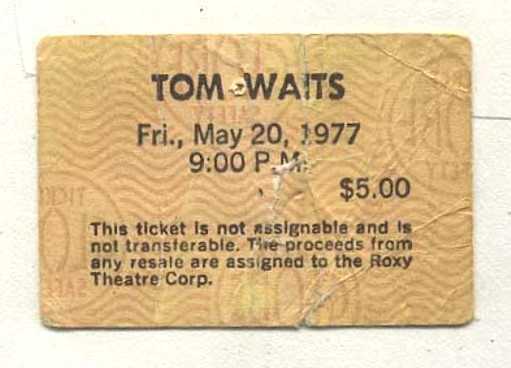 TOM WAITS
Fri., May 20, 1977
9:00 P.M.
$5.00
This ticket is not assignable and is
not transferable. The proceeds from
any resale are assigned to the Roxy
Theatre Corp.